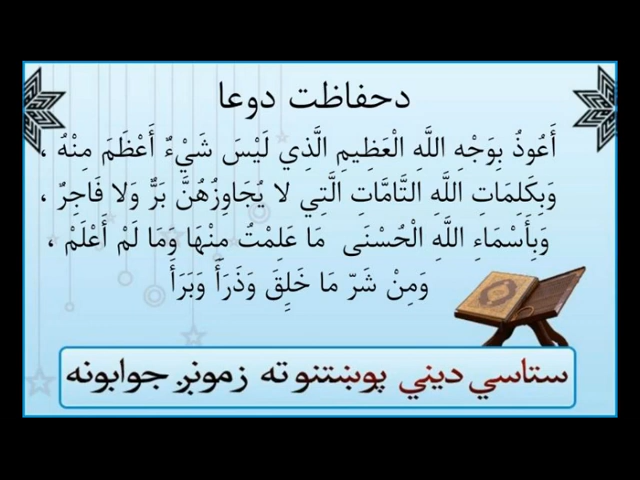 دحفاظت دوعا
أَعُوذُ بِوَجْهِ اللَّهِ الْعَظِيمِ الَّذِي لَيْسَ شَيْءٌ أَعْظَمَ مِنْهُ ،
وَبِكَلِمَاتِ اللَّهِ التَّامَّاتِ الَّتِي لا يُجَاوِزُهُنَّ بَرٌّ وَلا فَاجِرٌ ،
وَبِأَسْمَاءِ اللَّهِ الْحُسْنَى مَا عَلِمْتُ مِنْهَا وَمَا لَمْ أَعْلَمْ ،
وَمِنْ شَرّ مَا خَلِقَ وَذَرَأَ وَبَرَأَ
ستاسي ديني پوښتنو ته زمونږ جوابونه